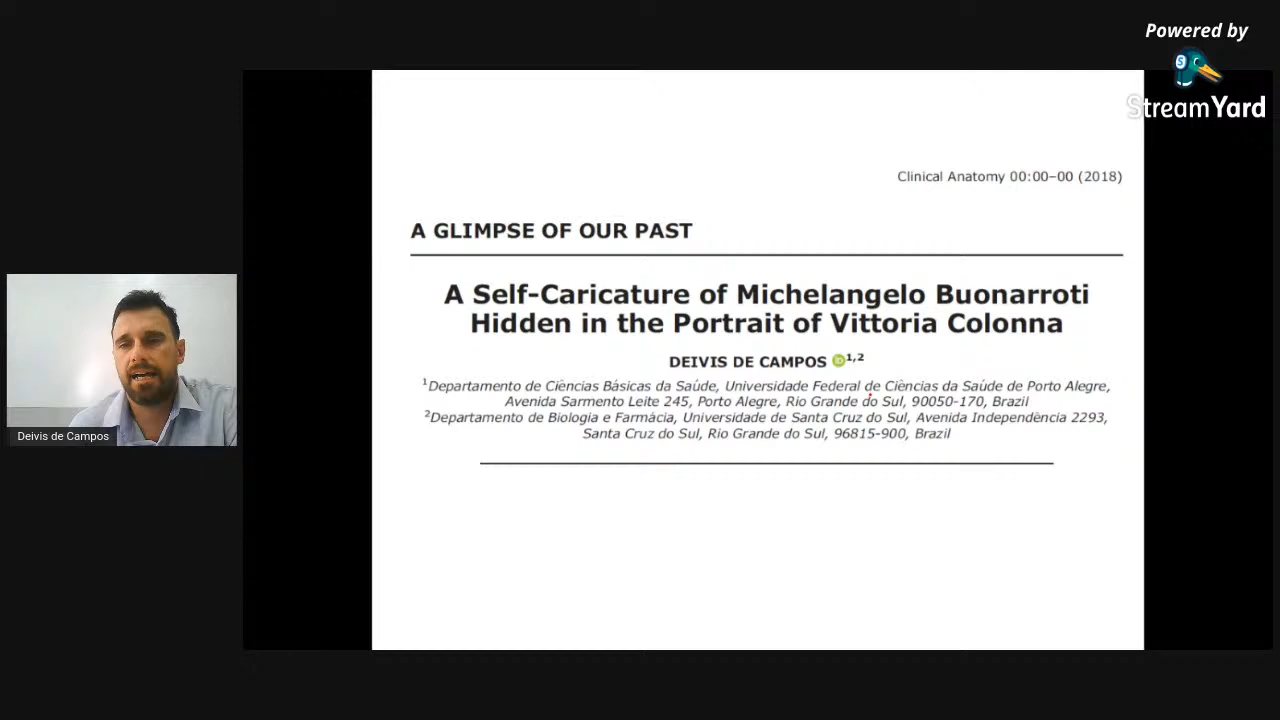 Powered by
StreamYard
Clinical Anatomy 00:00–00 (2018)
A GLIMPSE OF OUR PAST
A Self-Caricature of Michelangelo Buonarroti
Hidden in the Portrait of Vittoria Colonna
DEIVIS DE CAMPOS iD 1,2
1Departamento de Ciências Básicas da Saúde, Universidade Federal de Ciências da Saúde de Porto Alegre,
Avenida Sarmento Leite 245, Porto Alegre, Rio Grande do Sul, 90050-170, Brazil
2Departamento de Biologia e Farmácia, Universidade de Santa Cruz do Sul, Avenida Independência 2293,
Santa Cruz do Sul, Rio Grande do Sul, 96815-900, Brazil
Deivis de Campos